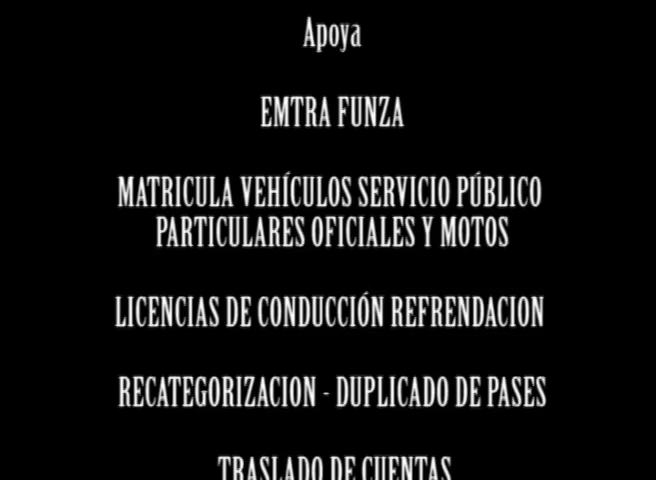 Apoya
EMTRA FUNZA
MATRICULA VEHÍCULOS SERVICIO PÚBLICO
PARTICULARES OFICIALES Y MOTOS
LICENCIAS DE CONDUCCIÓN REFRENDACION
RECATEGORIZACION - DUPLICADO DE PASES
TRASLADO DE CUENTAS